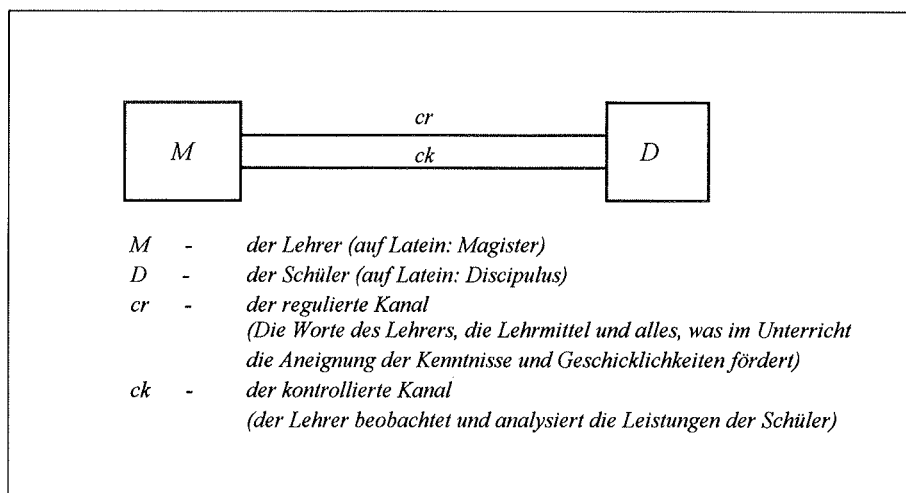 cr
M
ck
D
M - der Lehrer (auf Latein: Magister)
D - der Schüler (auf Latein: Discipulus)
cr - der regulierte Kanal
(Die Worte des Lehrers, die Lehrmittel und alles, was im Unterricht
die Aneignung der Kenntnisse und Geschicklichkeiten fördert)
ck - der kontrollierte Kanal
(der Lehrer beobachtet und analysiert die Leistungen der Schüler)